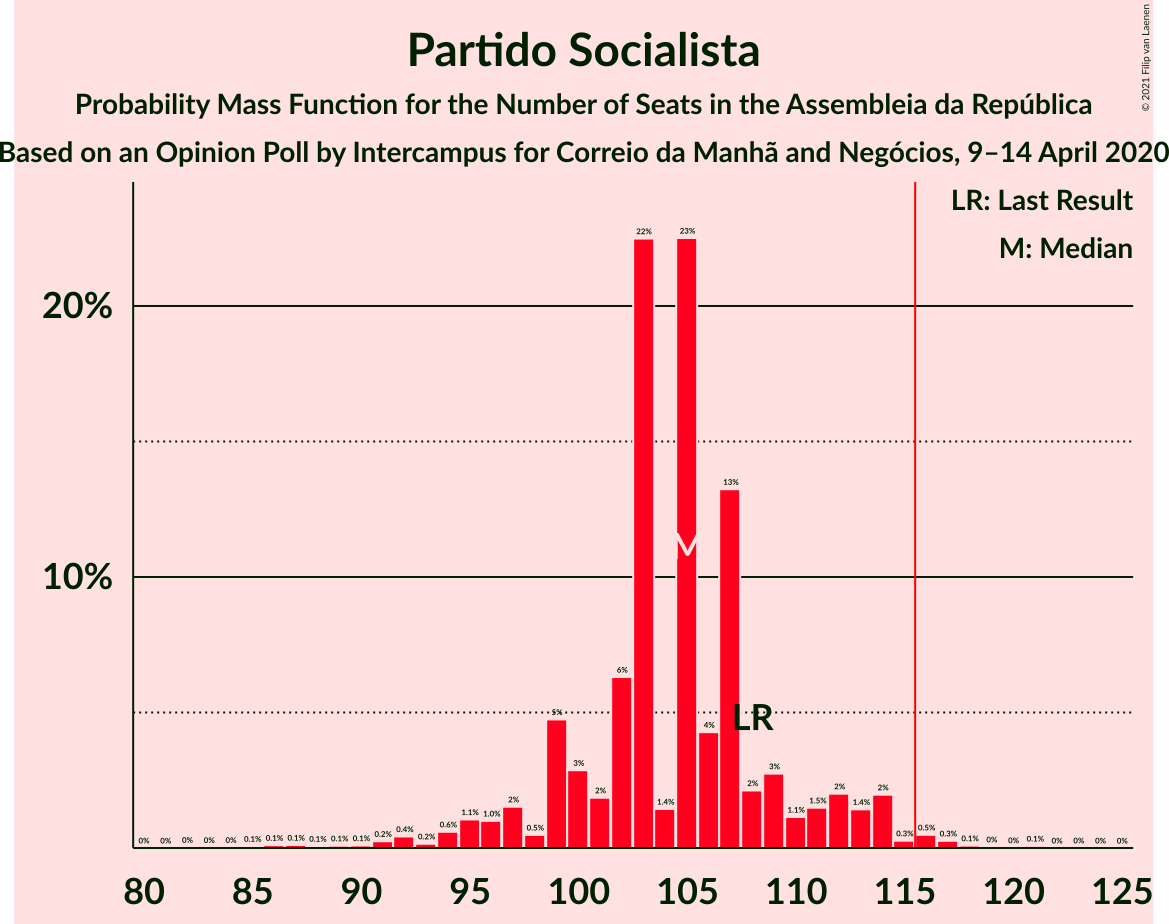 Partido Socialista
Probability Mass Function for the Number of Seats in the Assembleia da República
Based on an Opinion Poll by Intercampus for Correio da Manhã and Negócios, 9–14 April 2020
© 2021 Filip van Laenen
LR: Last Result
M: Median
20%
10%
0% 0% 0% 0% 0% 0.1% 0.1% 0.1% 0.1% 0.1% 0.1% 0.2% 0.4% 0.2% 0.6% 1.1% 1.0% 2% 0.5% 5% 3% 2% 6% 22% 1.4% 23% 4% 13% 2% 3% 1.1% 1.5% 2% 1.4% 2% 0.3% 0.5% 0.3% 0.1% 0% 0% 0.1% 0% 0% 0% 0%
M
LR
80 85 90 95 100 105 110 115 120 125